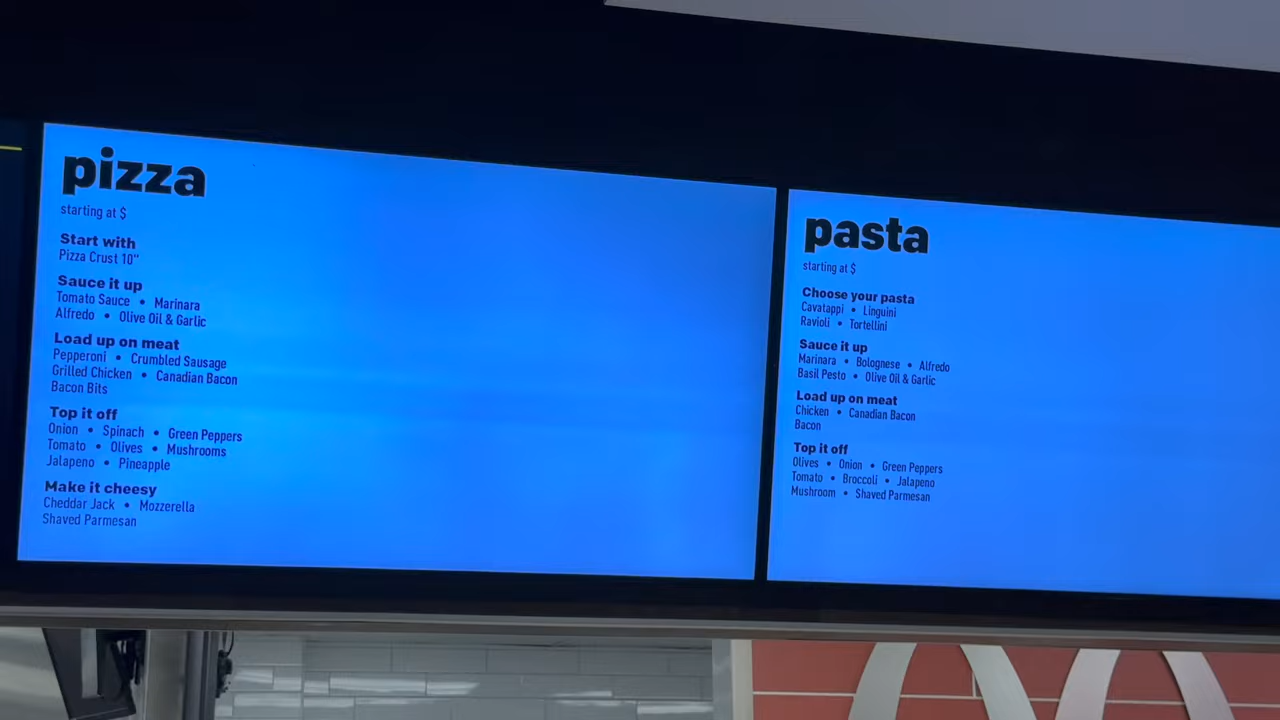 pizza
starting at $
Start with
Pizza Crust 10"
Sauce it up
Tomato Sauce • Marinara
Alfredo • Olive Oil & Garlic
Load up on meat
Pepperoni • Crumbled Sausage
Grilled Chicken • Canadian Bacon
Bacon Bits
Top it off
Onion • Spinach • Green Peppers
Tomato • Olives • Mushrooms
Jalapeno • Pineapple
Make it cheesy
Cheddar Jack • Mozzerella
Shaved Parmesan
pasta
starting at $
Choose your pasta
Cavatappi • Linguini
Ravioli • Tortellini
Sauce it up
Marinara • Bolognese • Alfredo
Basil Pesto • Olive Oil & Garlic
Load up on meat
Chicken • Canadian Bacon
Bacon
Top it off
Olives • Onion • Green Peppers
Tomato • Broccoli • Jalapeno
Mushroom • Shaved Parmesan